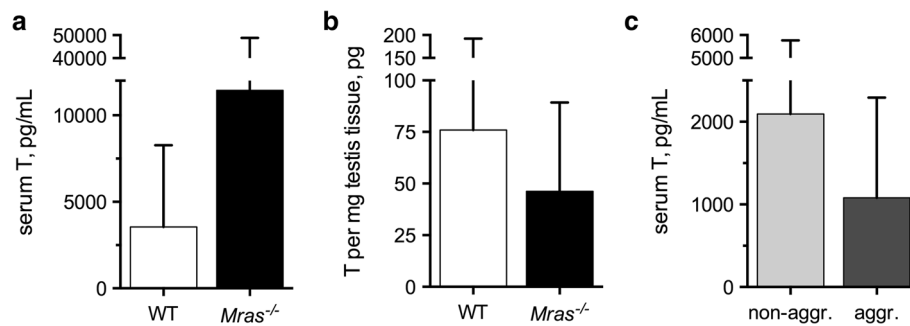 a
serum T, pg/mL
50000
40000
10000
5000
0
WT
Mras-/-
b
T per mg testis tissue, pg
200
150
100
75
50
25
0
WT
Mras-/-
c
serum T, pg/mL
6000
5000
2000
1000
0
non-aggr.
aggr.